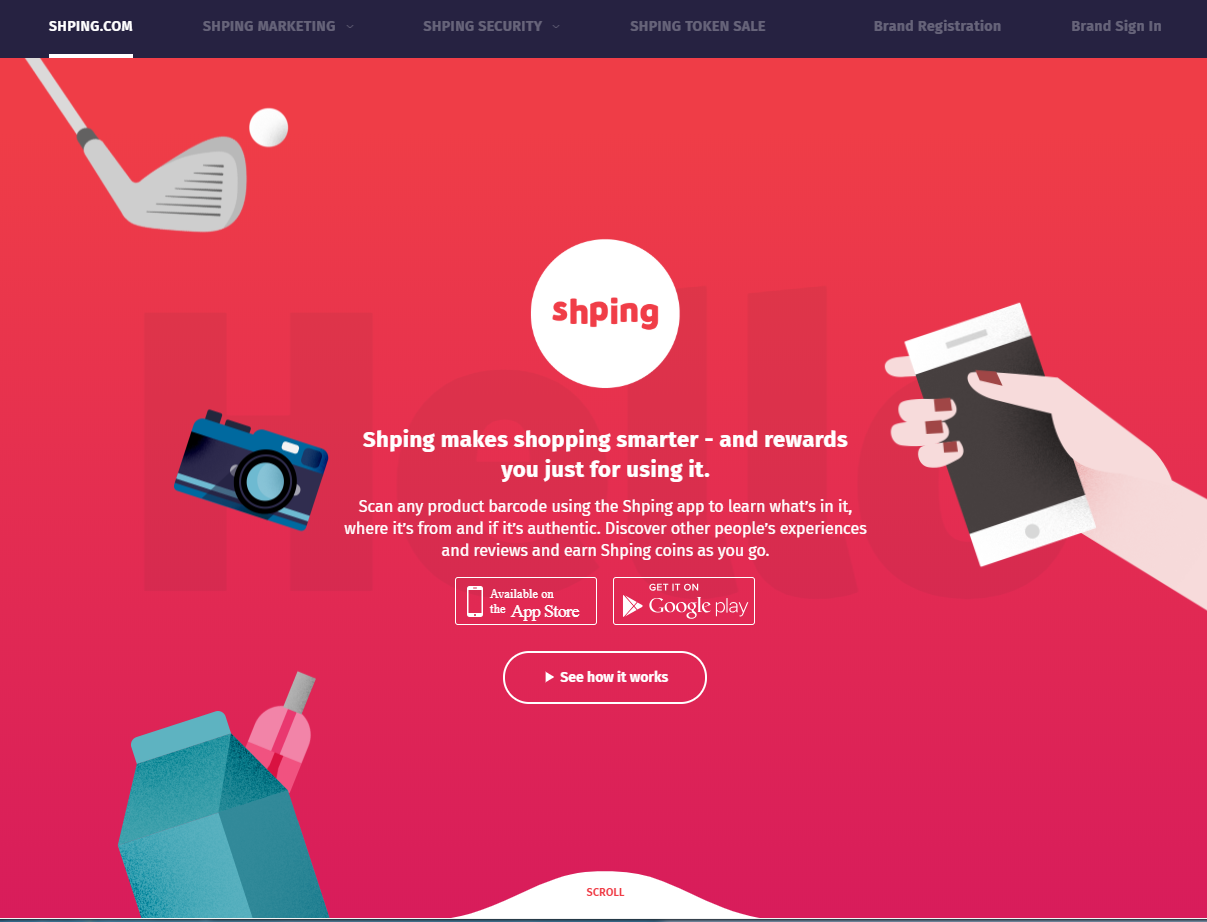 SHPING.COM
SHPING MARKETING
SHPING SECURITY
SHPING TOKEN SALE
Brand Registration
Brand Sign In
Hello
shping
Shping makes shopping smarter - and rewards
you just for using it.
Scan any product barcode using the Shping app to learn what's in it,
where it's from and if it's authentic. Discover other people's experiences
and reviews and earn Shping coins as you go.
Available on
the App Store
GET IT ON
Google play
See how it works
SCROLL